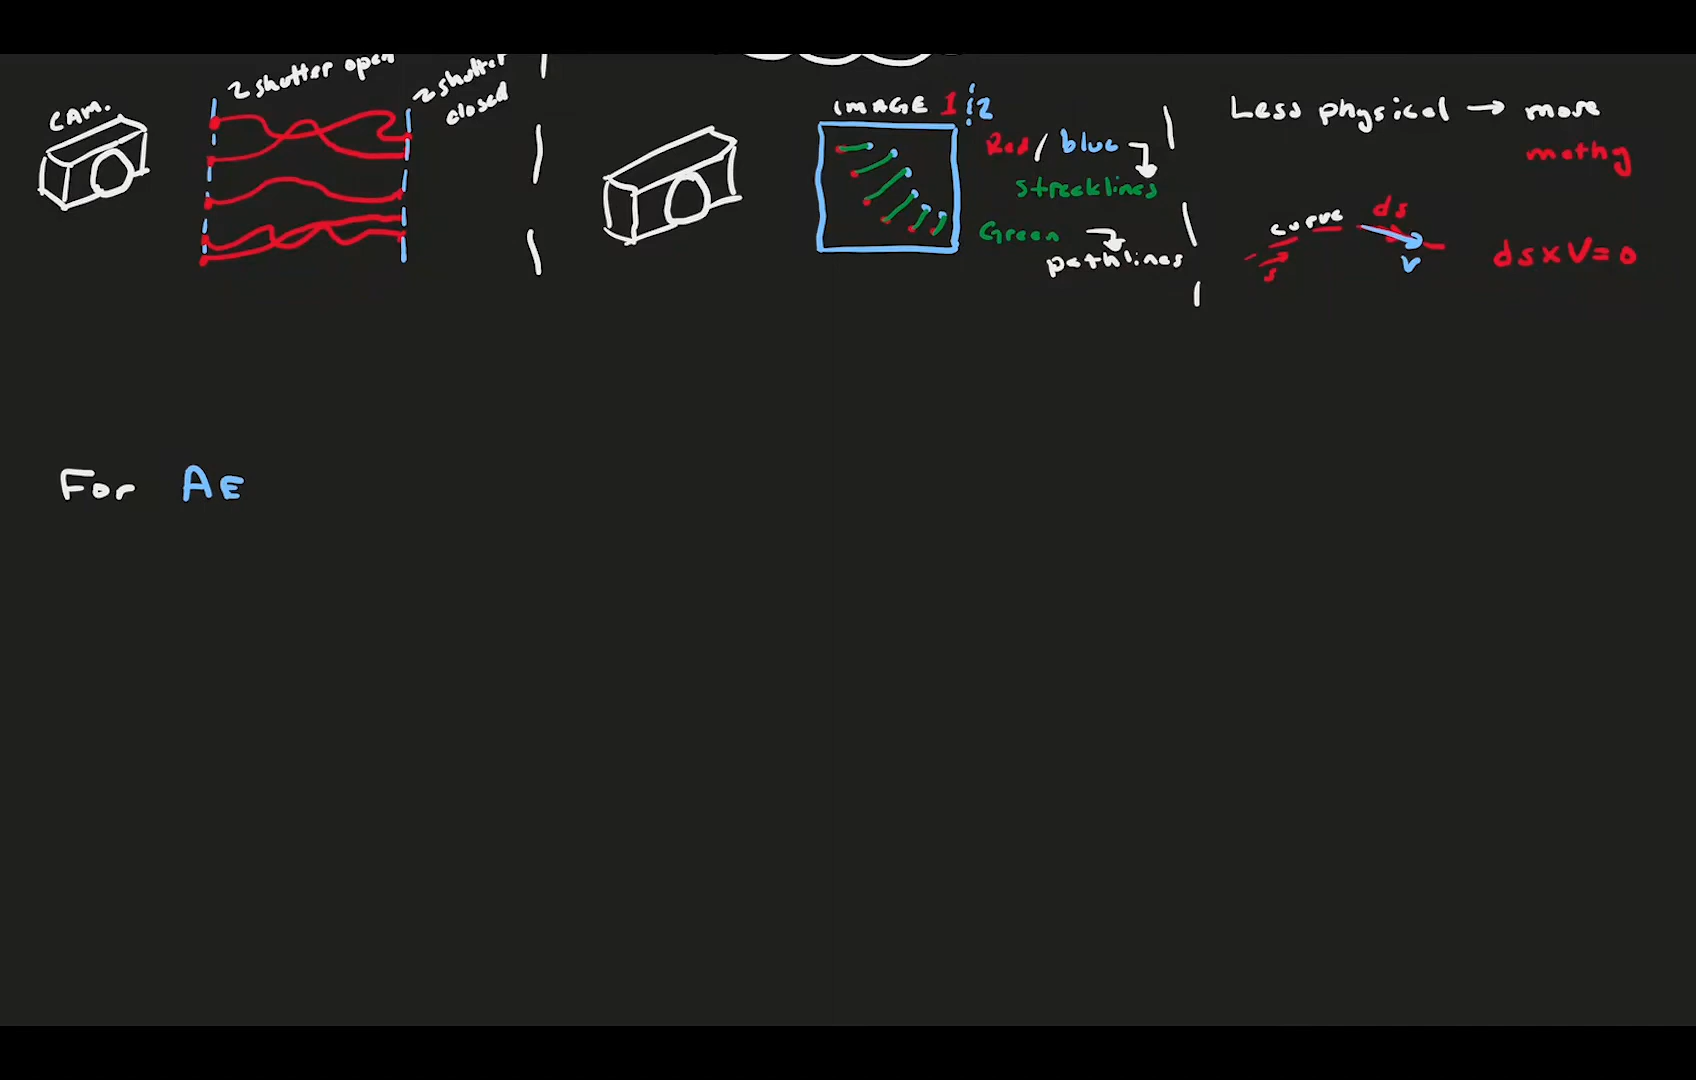 CAM.
2 shutter open
2 shutter
closed
IMAGE 1 & 2
Red / blue
strecklines
Green
pathlines
Less physical → more
mathy
curve
ds
s
V
ds x V = 0
For AE